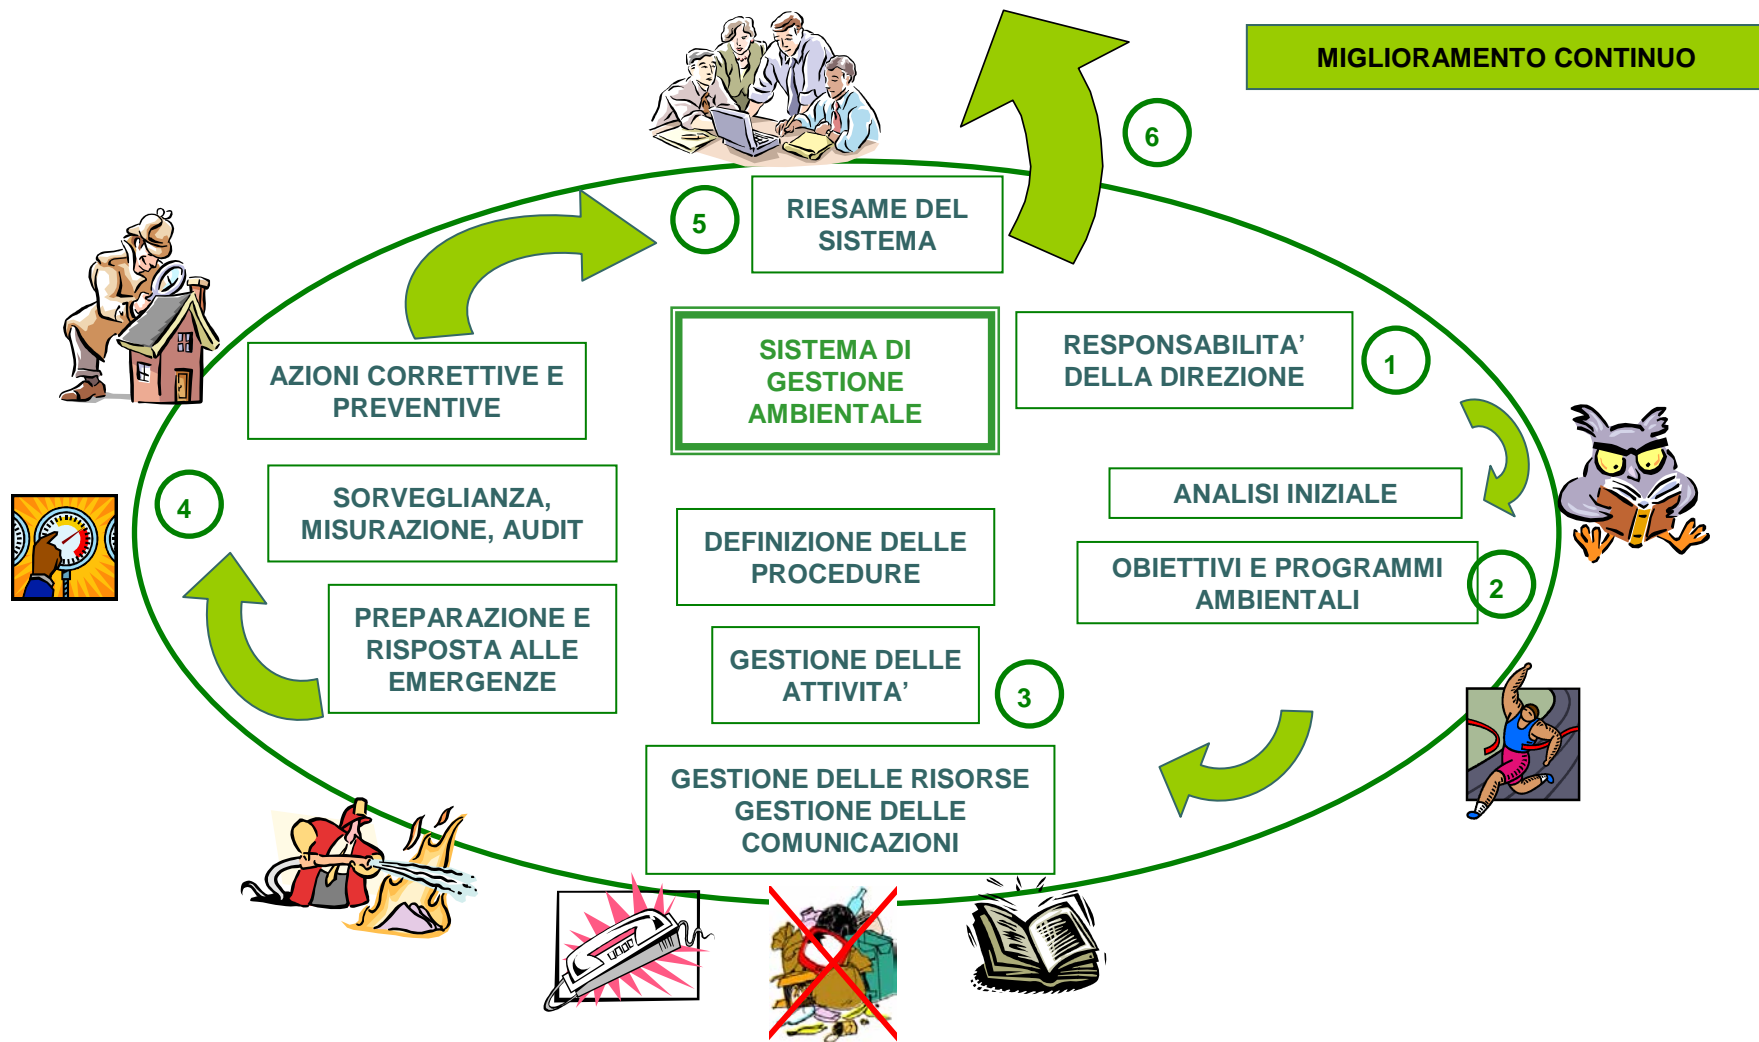 MIGLIORAMENTO CONTINUO
6
5
RIESAME DEL
SISTEMA
RESPONSABILITA’
DELLA DIREZIONE
1
SISTEMA DI
GESTIONE
AMBIENTALE
AZIONI CORRETTIVE E
PREVENTIVE
ANALISI INIZIALE
SORVEGLIANZA,
MISURAZIONE, AUDIT
4
DEFINIZIONE DELLE
PROCEDURE
OBIETTIVI E PROGRAMMI
AMBIENTALI
2
PREPARAZIONE E
RISPOSTA ALLE
EMERGENZE
GESTIONE DELLE
ATTIVITA’
3
GESTIONE DELLE RISORSE
GESTIONE DELLE
COMUNICAZIONI